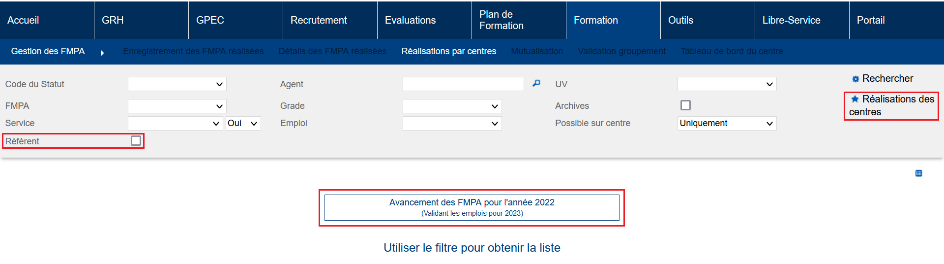 Accueil GRH GPEC Recrutement Evaluations Plan de Formation Formation Outils Libre-Service Portail
Gestion des FMPA Enregistrement des FMPA réalisées Détails des FMPA réalisées Réalisations par centres Mutualisation Validation groupement Tableau de bord du centre
Code du Statut Agent UV Rechercher
FMPA Grade Archives Réalisations des centres
Service Oui Emploi Possible sur centre Uniquement
Référent
Avancement des FMPA pour l'année 2022
(Validant les emplois pour 2023)
Utiliser le filtre pour obtenir la liste